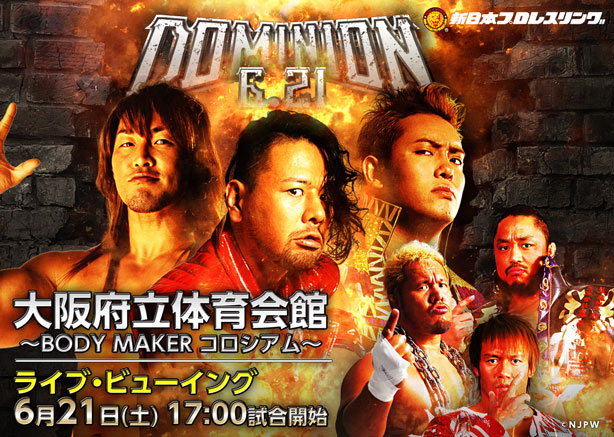 新日本プロレスリング
DOMINION
6.21
大阪府立体育会館
～BODY MAKER コロシアム～
ライブ・ビューイング
6月21日(土) 17:00試合開始
©NJPW